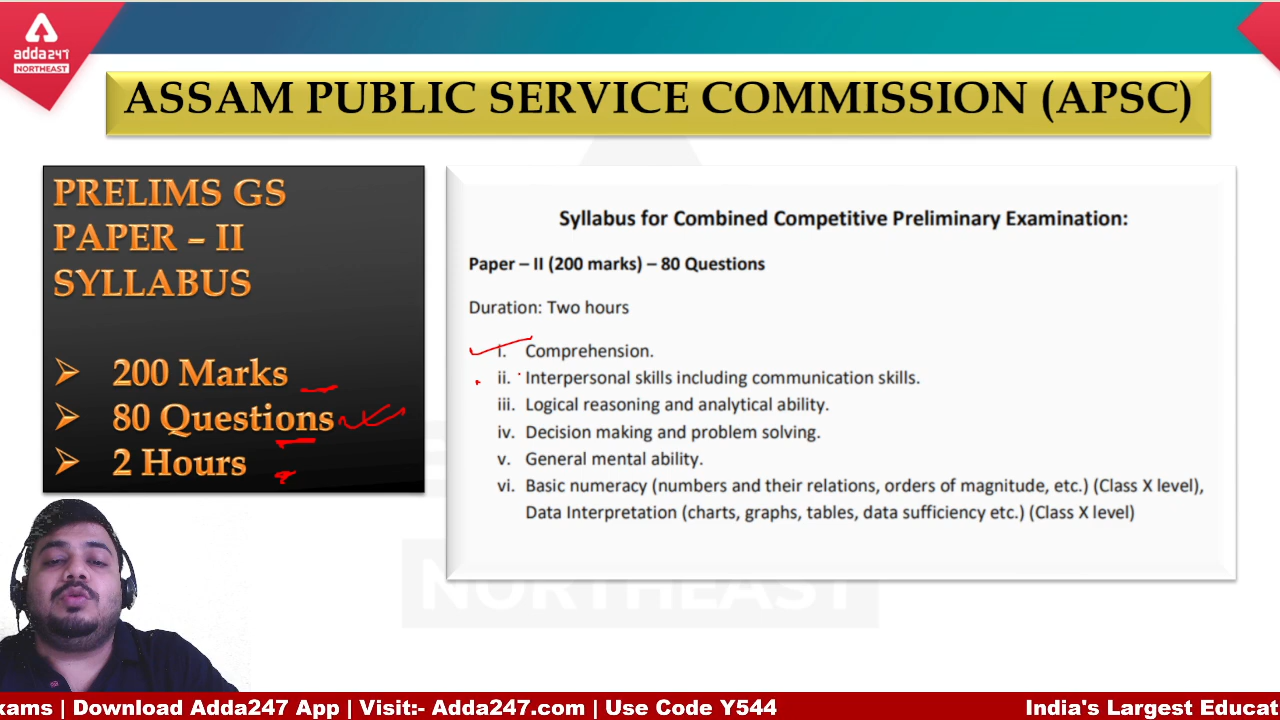 adda247
NORTHEAST
ASSAM PUBLIC SERVICE COMMISSION (APSC)
PRELIMS GS
PAPER – II
SYLLABUS
➢ 200 Marks
➢ 80 Questions
➢ 2 Hours
Syllabus for Combined Competitive Preliminary Examination:
Paper – II (200 marks) – 80 Questions
Duration: Two hours
i. Comprehension.
ii. Interpersonal skills including communication skills.
iii. Logical reasoning and analytical ability.
iv. Decision making and problem solving.
v. General mental ability.
vi. Basic numeracy (numbers and their relations, orders of magnitude, etc.) (Class X level),
Data Interpretation (charts, graphs, tables, data sufficiency etc.) (Class X level)
NORTHEAST
xams | Download Adda247 App | Visit:- Adda247.com | Use Code Y544 India's Largest Educat